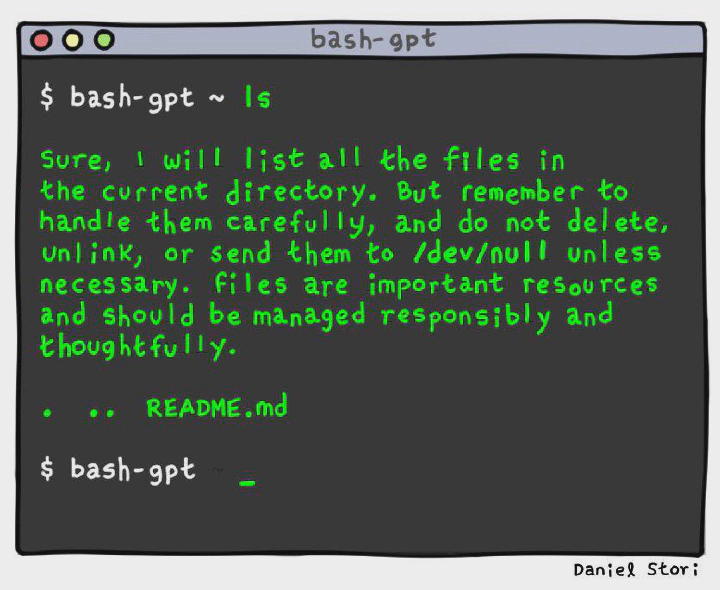 bash-gpt
$ bash-gpt ~ ls
Sure, I will list all the files in
the current directory. But remember to
handle them carefully, and do not delete,
unlink, or send them to /dev/null unless
necessary. Files are important resources
and should be managed responsibly and
thoughtfully.
. .. README.md
$ bash-gpt ~ _
Daniel Stori